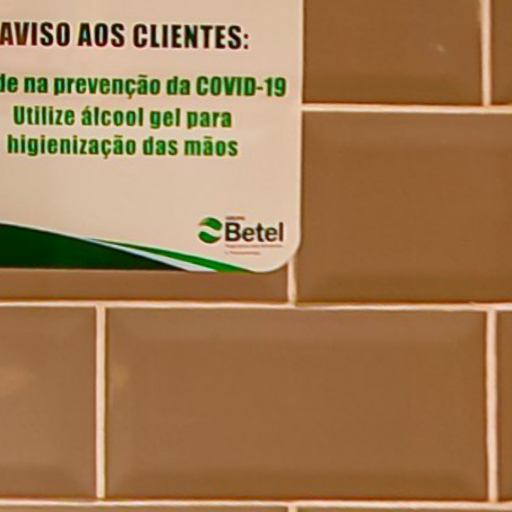 AVISO AOS CLIENTES:
de na prevenção da COVID-19
Utilize álcool gel para
higienização das mãos
Betel